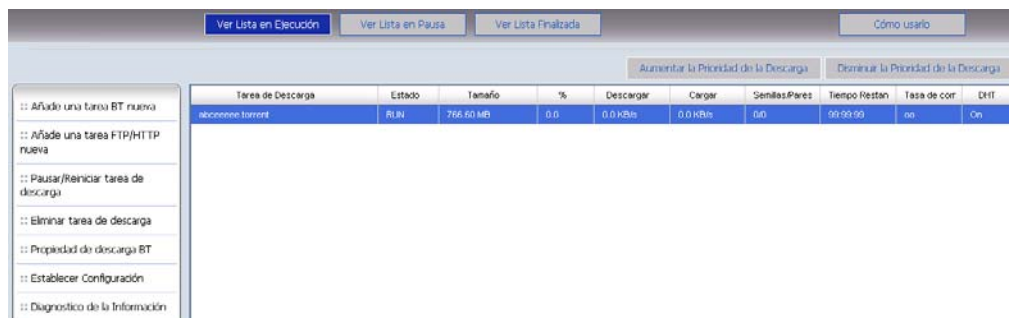 Ver Lista en Ejecución Ver Lista en Pausa Ver Lista Finalizada Cómo usarlo
Aumentar la Prioridad de la Descarga Disminuir la Prioridad de la Descarga
:: Añade una tarea BT nueva
:: Añade una tarea FTP/HTTP
nueva
:: Pausar/Reiniciar tarea de
descarga
:: Eliminar tarea de descarga
:: Propiedad de descarga BT
:: Establecer Configuración
:: Diagnostico de la Información
Tarea de Descarga Estado Tamaño % Descargar Cargar Semillas/Pares Tiempo Restan Tasa de corr DHT
abceeeee.torrent RUN 766.60 MB 0.0 0.0 KB/s 0.0 KB/s 0/0 99:99:99 oo On